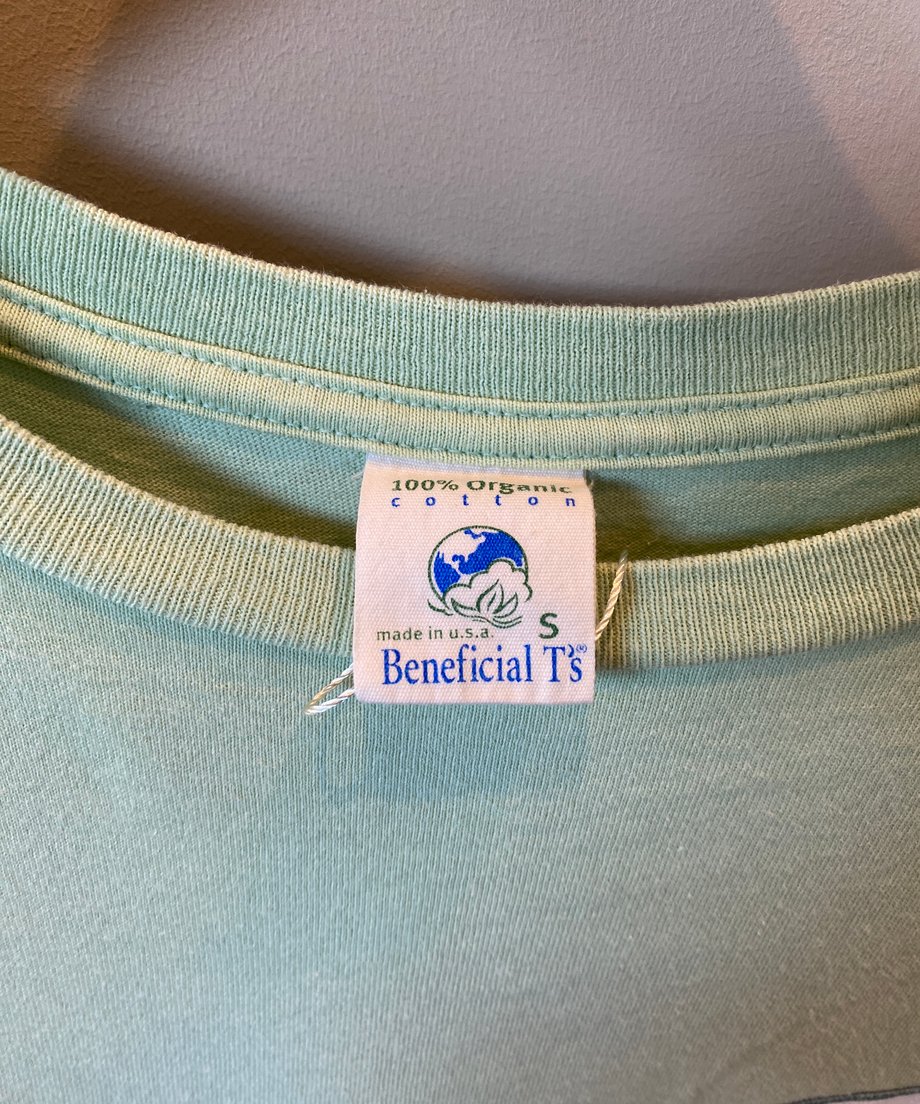 100% Organic
cotton
made in u.s.a. S
Beneficial T's®